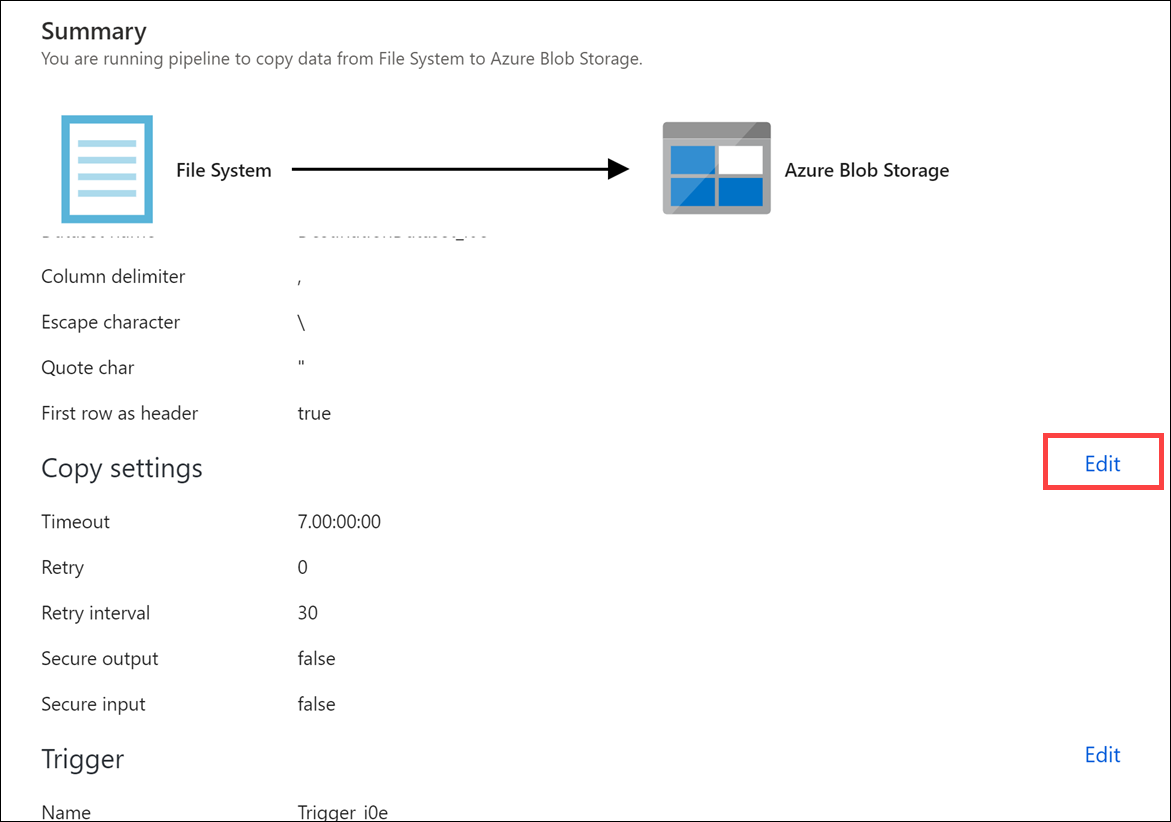 Summary
You are running pipeline to copy data from File System to Azure Blob Storage.
File System
Azure Blob Storage
Column delimiter ,
Escape character \
Quote char "
First row as header true
Copy settings Edit
Timeout 7.00:00:00
Retry 0
Retry interval 30
Secure output false
Secure input false
Trigger Edit
Name Trigger_i0e